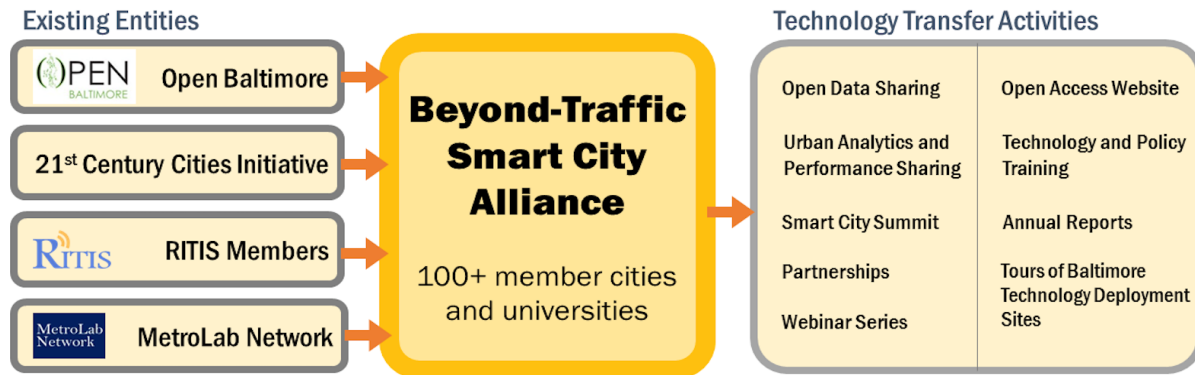 Existing Entities
OPEN
BALTIMORE
Open Baltimore
21st Century Cities Initiative
RITIS
RITIS Members
MetroLab
Network
MetroLab Network
Beyond-Traffic
Smart City
Alliance
100+ member cities
and universities
Technology Transfer Activities
Open Data Sharing
Urban Analytics and
Performance Sharing
Smart City Summit
Partnerships
Webinar Series
Open Access Website
Technology and Policy
Training
Annual Reports
Tours of Baltimore
Technology Deployment
Sites